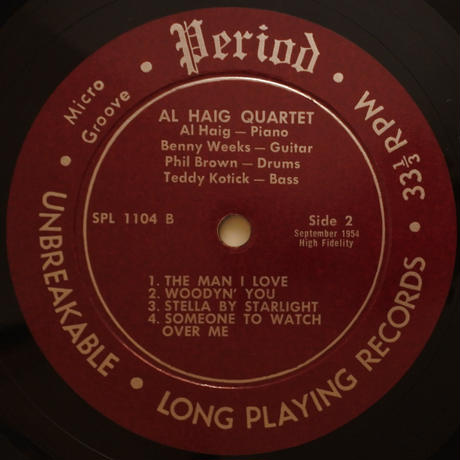 Period
Micro
Groove
33⅓ RPM
AL HAIG QUARTET
Al Haig — Piano
Benny Weeks — Guitar
Phil Brown — Drums
Teddy Kotick — Bass
SPL 1104 B
Side 2
September 1954
High Fidelity
1. THE MAN I LOVE
2. WOODYN' YOU
3. STELLA BY STARLIGHT
4. SOMEONE TO WATCH
OVER ME
UNBREAKABLE • LONG PLAYING RECORDS